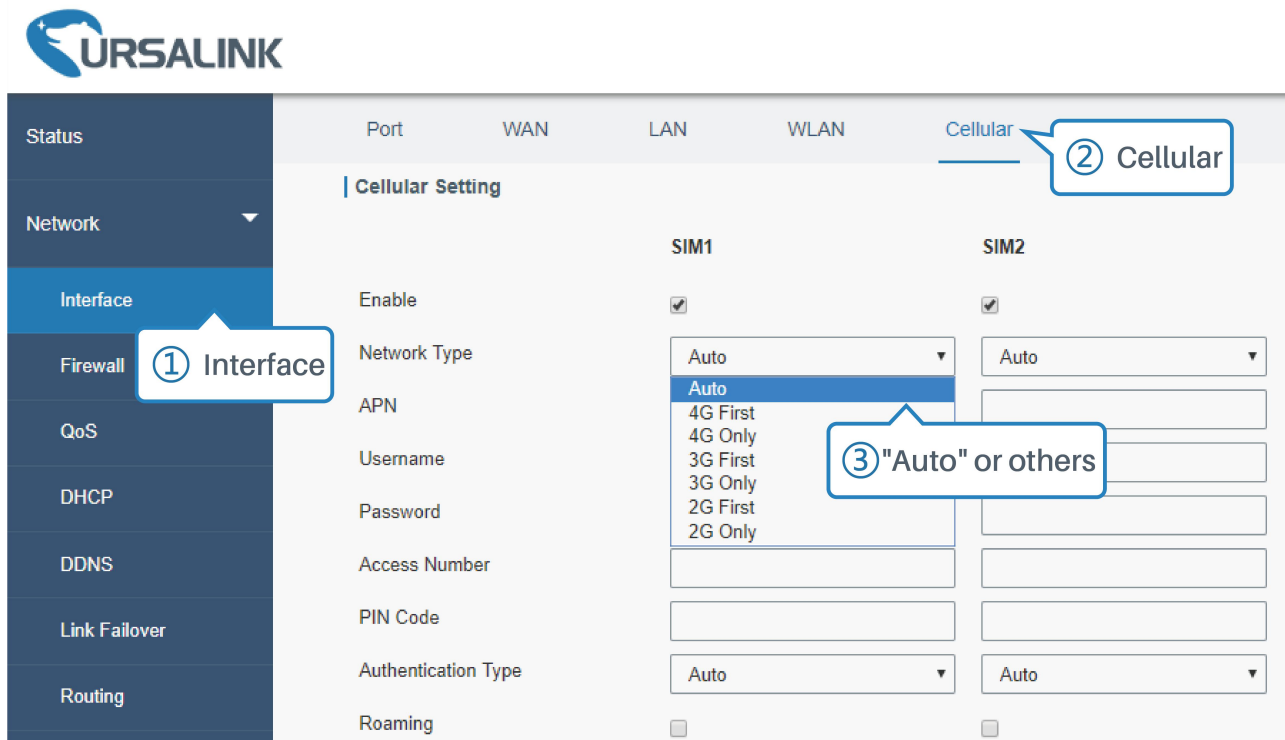 URSALINK
Status
Port WAN LAN WLAN Cellular
② Cellular
Cellular Setting
Network
SIM1 SIM2
Interface
Enable
① Interface
Firewall
Network Type Auto Auto
Auto
APN
4G First
QoS
4G Only
③"Auto" or others
Username
3G First
3G Only
DHCP
Password
2G First
2G Only
DDNS
Access Number
PIN Code
Link Failover
Authentication Type Auto Auto
Routing
Roaming